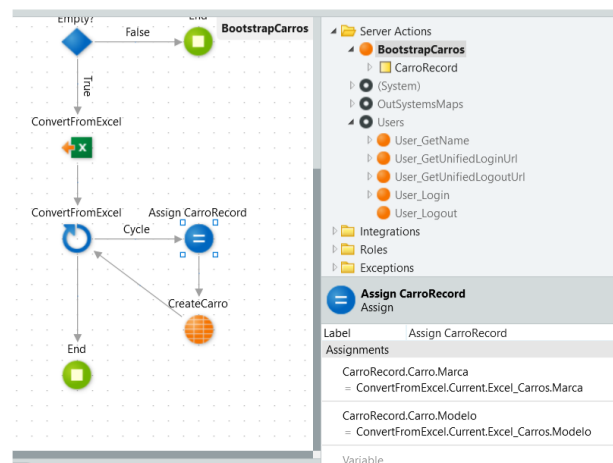 Empty?
End
False
BootstrapCarros
True
ConvertFromExcel
x
ConvertFromExcel
Assign CarroRecord
Cycle
=
CreateCarro
End
Server Actions
BootstrapCarros
CarroRecord
(System)
OutSystemsMaps
Users
User_GetName
User_GetUnifiedLoginUrl
User_GetUnifiedLogoutUrl
User_Login
User_Logout
Integrations
Roles
Exceptions
=
Assign CarroRecord
Assign
Label Assign CarroRecord
Assignments
CarroRecord.Carro.Marca
= ConvertFromExcel.Current.Excel_Carros.Marca
CarroRecord.Carro.Modelo
= ConvertFromExcel.Current.Excel_Carros.Modelo
Variable